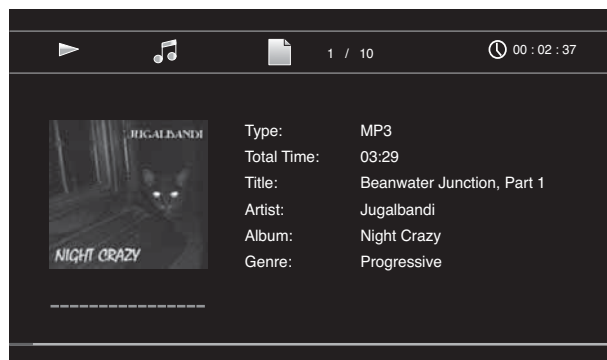 1 / 10
00 : 02 : 37
JUGALBANDI
NIGHT CRAZY
Type: MP3
Total Time: 03:29
Title: Beanwater Junction, Part 1
Artist: Jugalbandi
Album: Night Crazy
Genre: Progressive